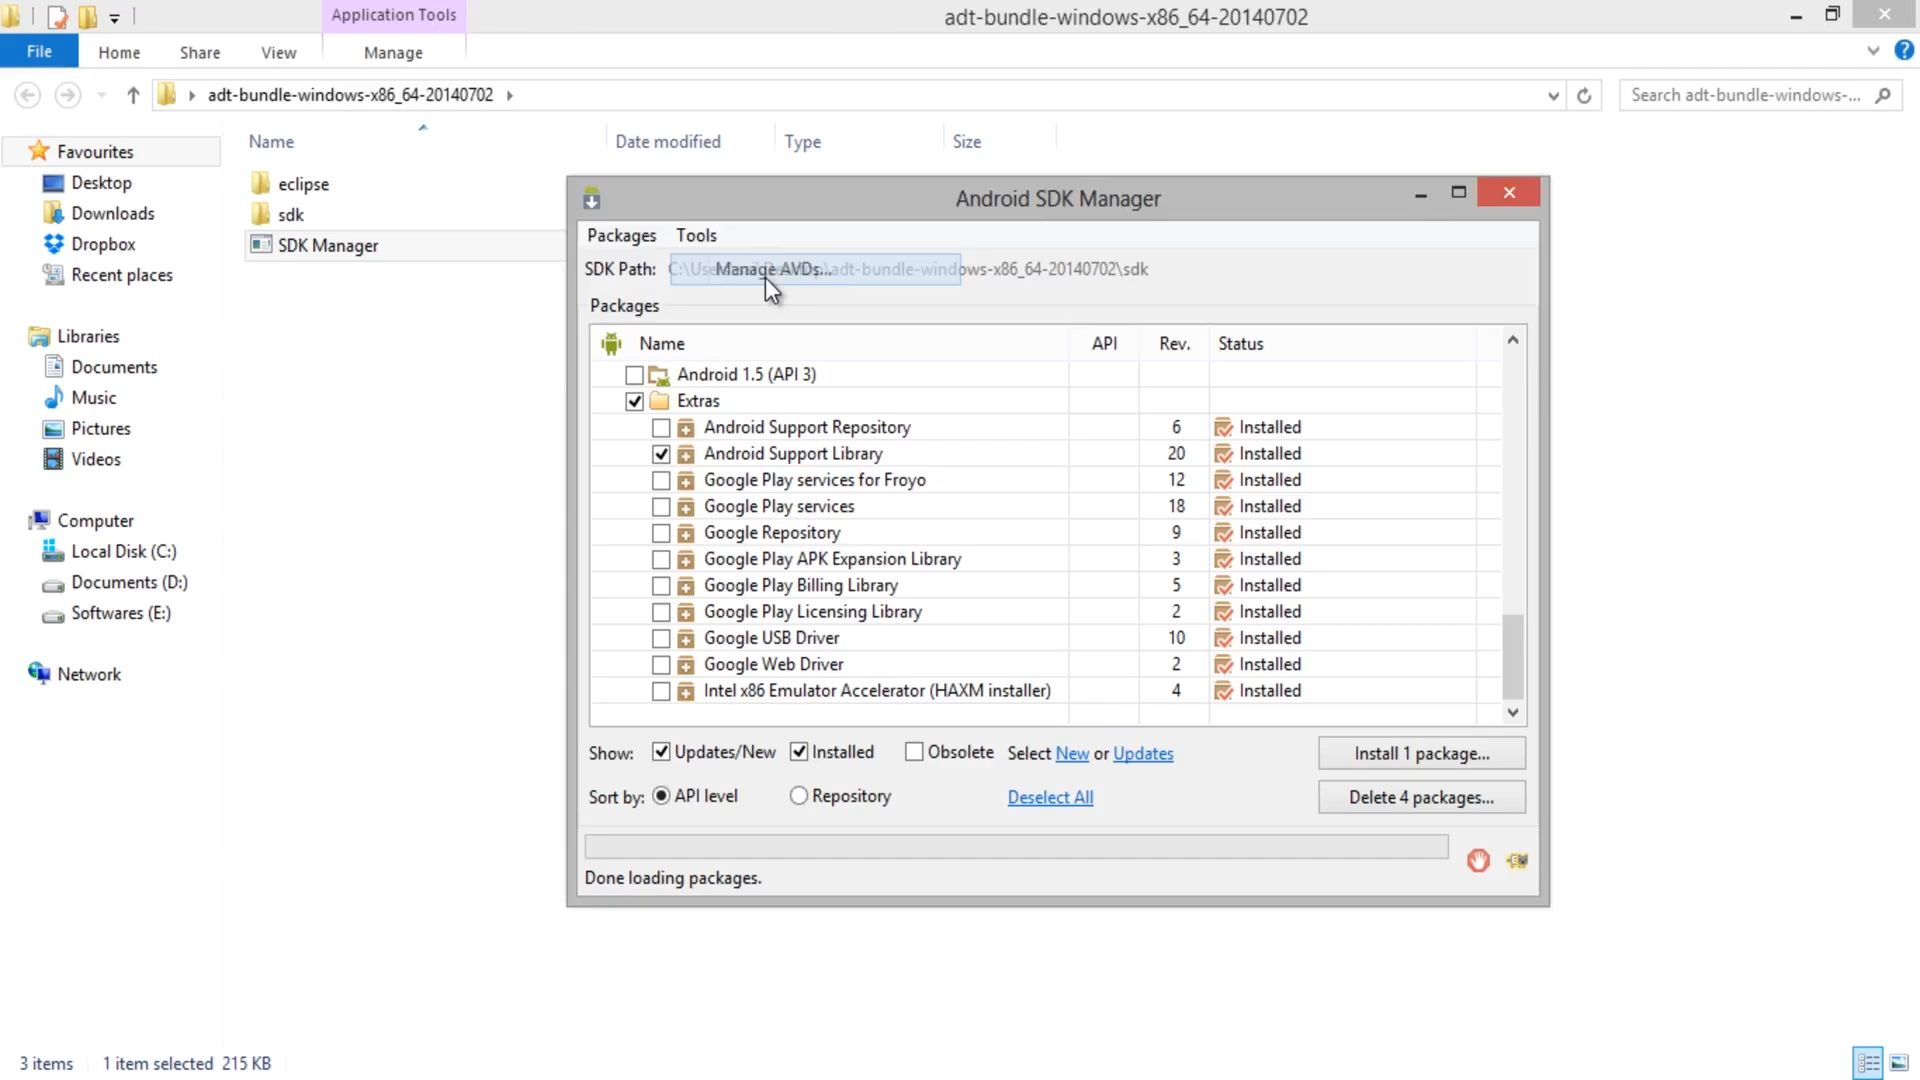 Application Tools
adt-bundle-windows-x86_64-20140702
File Home Share View Manage
adt-bundle-windows-x86_64-20140702
Search adt-bundle-windows-...
Name Date modified Type Size
Favourites
Desktop
Downloads
Dropbox
Recent places
Libraries
Documents
Music
Pictures
Videos
Computer
Local Disk (C:)
Documents (D:)
Softwares (E:)
Network
eclipse
sdk
SDK Manager
Android SDK Manager
Packages Tools
SDK Path: C:\Use \adt-bundle-windows-x86_64-20140702\sdk
Manage AVDs...
Packages
Name API Rev. Status
Android 1.5 (API 3)
Extras
Android Support Repository 6 Installed
Android Support Library 20 Installed
Google Play services for Froyo 12 Installed
Google Play services 18 Installed
Google Repository 9 Installed
Google Play APK Expansion Library 3 Installed
Google Play Billing Library 5 Installed
Google Play Licensing Library 2 Installed
Google USB Driver 10 Installed
Google Web Driver 2 Installed
Intel x86 Emulator Accelerator (HAXM installer) 4 Installed
Show: Updates/New Installed Obsolete Select New or Updates Install 1 package...
Sort by: API level Repository Deselect All Delete 4 packages...
Done loading packages.
3 items 1 item selected 215 KB